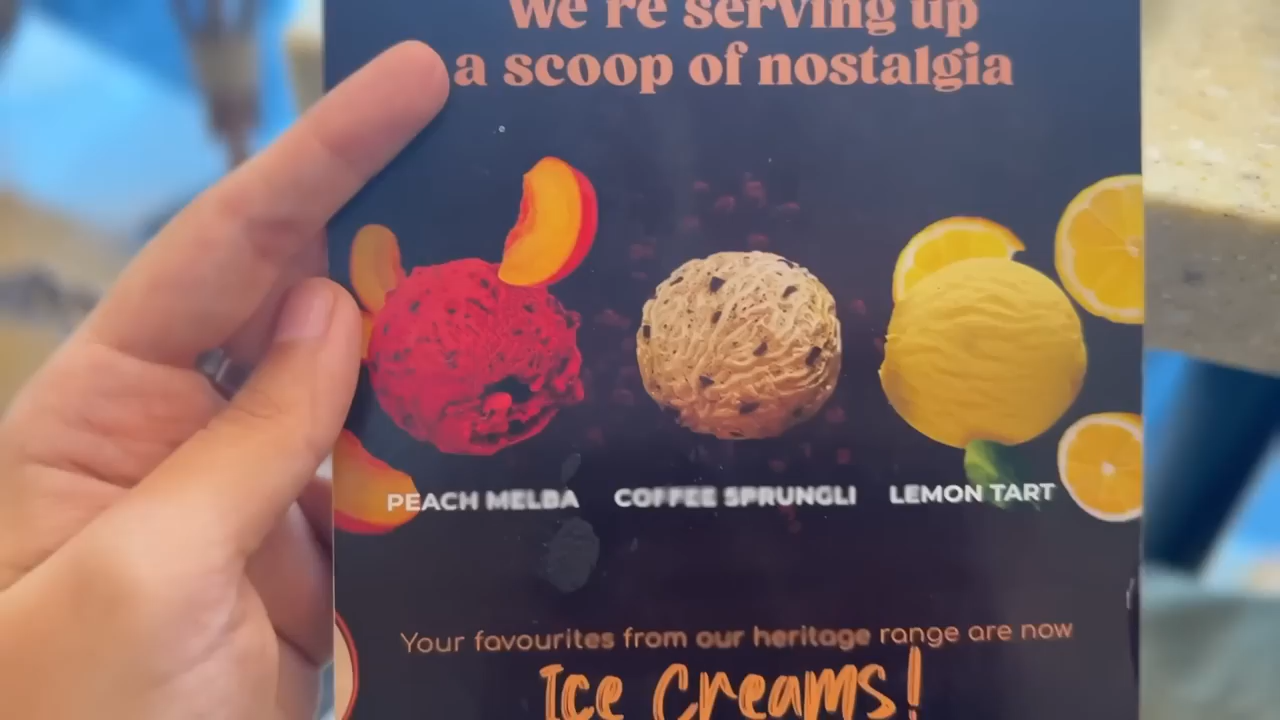 We're serving up
a scoop of nostalgia
PEACH MELBA COFFEE SPRUNGLI LEMON TART
Your favourites from our heritage range are now
Ice Creams!